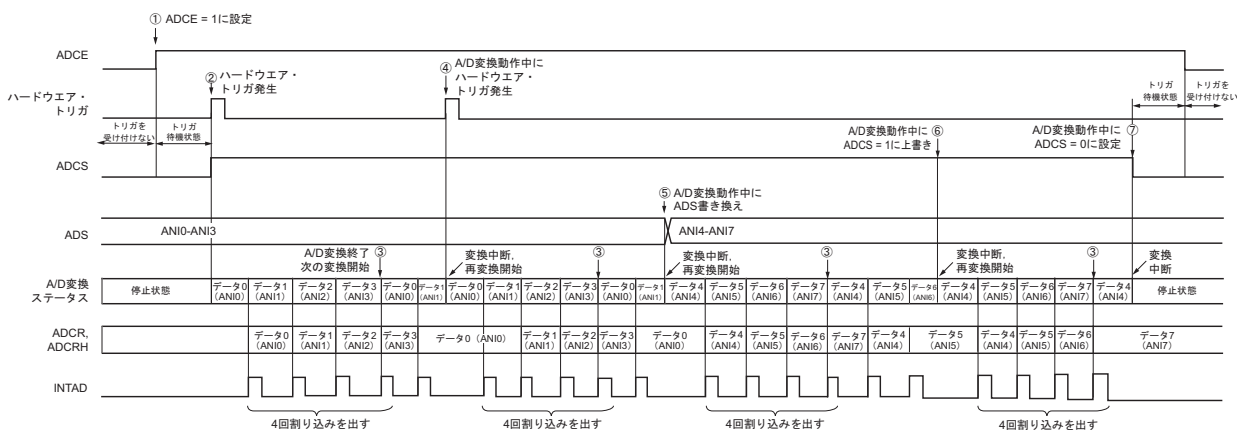 ① ADCE = 1に設定
ADCE
② ハードウエア・
トリガ発生
④ A/D変換動作中に
ハードウエア・
トリガ発生
ハードウエア・
トリガ
トリガを
受け付けない
トリガ
待機状態
トリガ
待機状態
トリガを
受け付けない
A/D変換動作中に ⑥
ADCS = 1に上書き
A/D変換動作中に ⑦
ADCS = 0に設定
ADCS
⑤ A/D変換動作中に
ADS書き換え
ADS
ANI0-ANI3
ANI4-ANI7
A/D変換終了 ③
次の変換開始
変換中断,
再変換開始
③
変換中断,
再変換開始
③
変換中断,
再変換開始
③
変換
中断
A/D変換
ステータス
停止状態
データ0 データ1 データ2 データ3 データ0 データ1 データ0 データ1 データ2 データ3 データ0 データ1 データ4 データ5 データ6 データ7 データ4 データ5 データ6 データ4 データ5 データ6 データ7 データ4
(ANI0) (ANI1) (ANI2) (ANI3) (ANI0) (ANI1) (ANI0) (ANI1) (ANI2) (ANI3) (ANI0) (ANI1) (ANI4) (ANI5) (ANI6) (ANI7) (ANI4) (ANI5) (ANI6) (ANI4) (ANI5) (ANI6) (ANI7) (ANI4)
停止状態
ADCR,
ADCRH
データ0 データ1 データ2 データ3 データ0 (ANI0) データ1 データ2 データ3 データ0 データ4 データ5 データ6 データ7 データ4 データ5 データ4 データ5 データ6 データ7
(ANI0) (ANI1) (ANI2) (ANI3) (ANI1) (ANI2) (ANI3) (ANI0) (ANI4) (ANI5) (ANI6) (ANI7) (ANI4) (ANI5) (ANI4) (ANI5) (ANI6) (ANI7)
INTAD
4回割り込みを出す
4回割り込みを出す
4回割り込みを出す
4回割り込みを出す